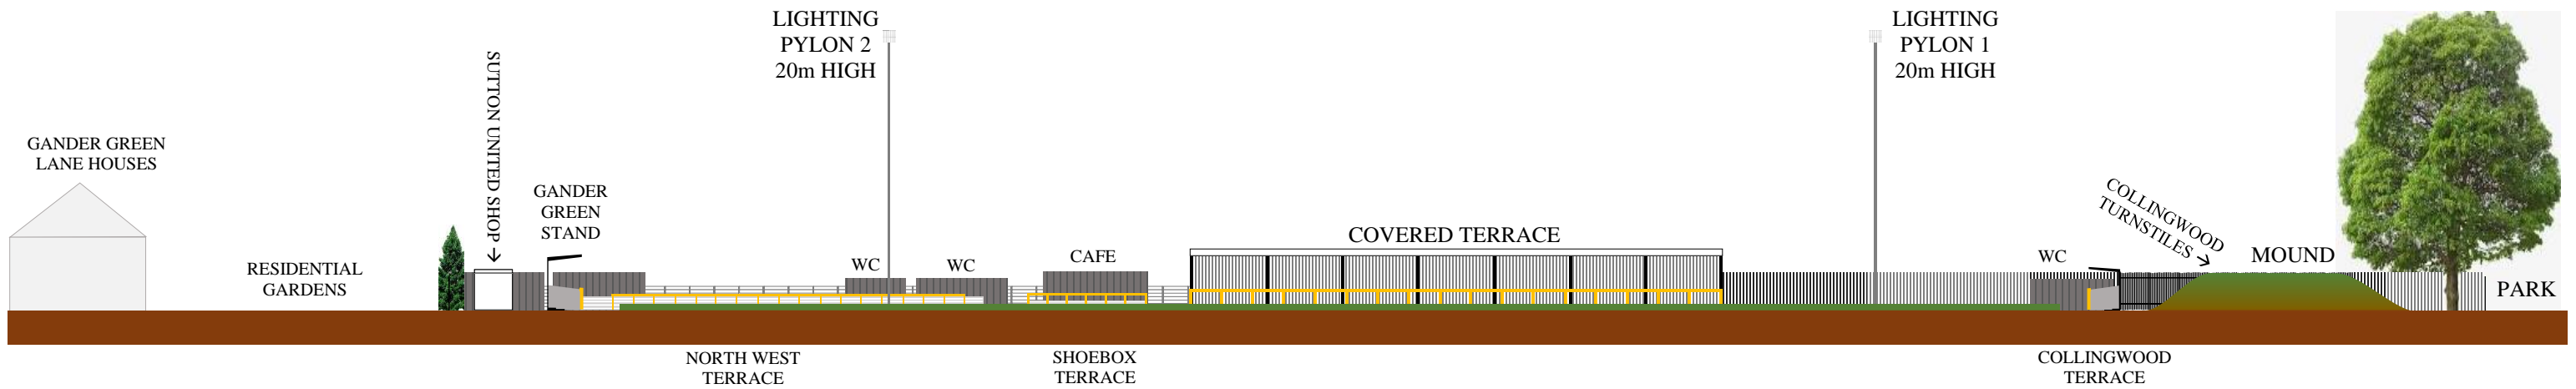 GANDER GREEN
LANE HOUSES
RESIDENTIAL
GARDENS
SUTTON UNITED SHOP →
GANDER
GREEN
STAND
LIGHTING
PYLON 2
20m HIGH
WC
WC
CAFE
COVERED TERRACE
LIGHTING
PYLON 1
20m HIGH
WC
COLLINGWOOD
TURNSTILES →
MOUND
PARK
NORTH WEST
TERRACE
SHOEBOX
TERRACE
COLLINGWOOD
TERRACE